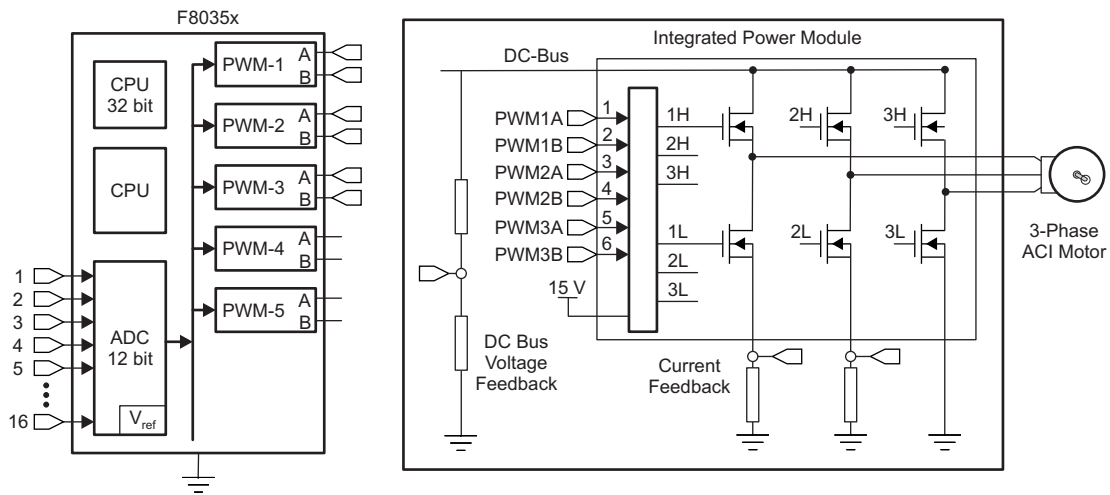 F8035x
CPU
32 bit
CPU
PWM-1
A
B
PWM-2
A
B
PWM-3
A
B
PWM-4
A
B
PWM-5
A
B
1
2
3
4
5
16
ADC
12 bit
Vref
Integrated Power Module
DC-Bus
PWM1A
1
PWM1B
2
PWM2A
3
PWM2B
4
PWM3A
5
PWM3B
6
15 V
1H
2H
3H
1L
2L
3L
2H
3H
2L
3L
DC Bus
Voltage
Feedback
Current
Feedback
3-Phase
ACI Motor